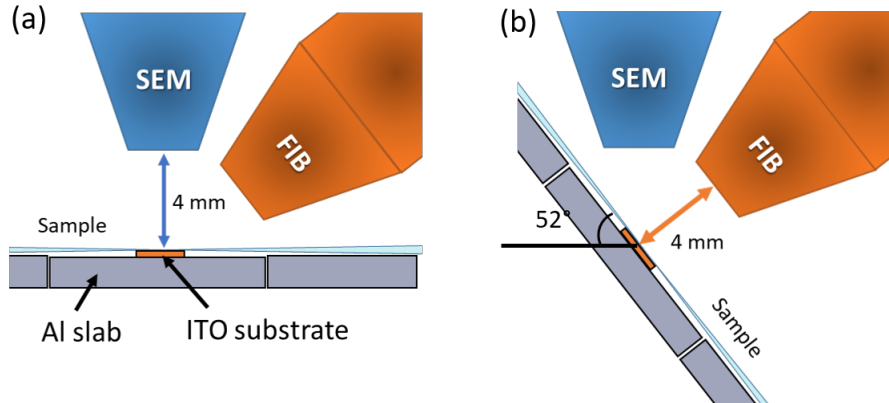 (a)
SEM
FIB
4 mm
Sample
Al slab
ITO substrate
(b)
SEM
FIB
52°
4 mm
Sample